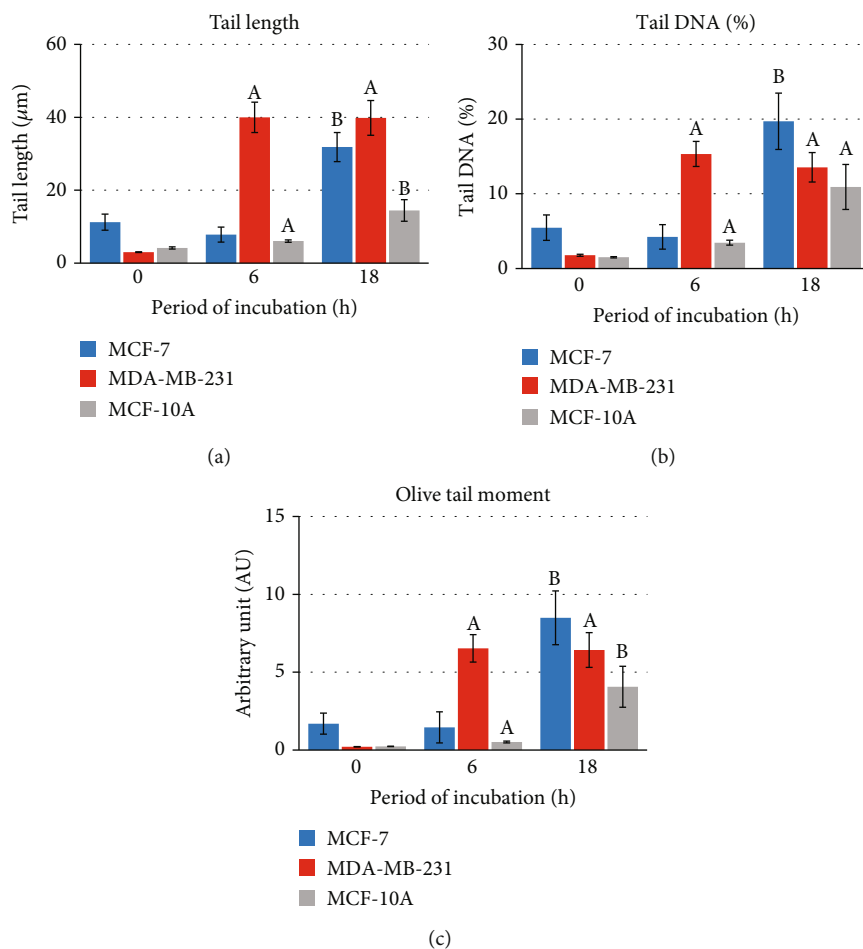 Tail length
60
40
20
0
Tail length (μm)
A
A
B
A
B
0 6 18
Period of incubation (h)
MCF-7
MDA-MB-231
MCF-10A
(a)
Tail DNA (%)
30
20
10
0
Tail DNA (%)
B
A
A
A
A
0 6 18
Period of incubation (h)
MCF-7
MDA-MB-231
MCF-10A
(b)
Olive tail moment
15
10
5
0
Arbitrary unit (AU)
B
A
A
B
A
0 6 18
Period of incubation (h)
MCF-7
MDA-MB-231
MCF-10A
(c)